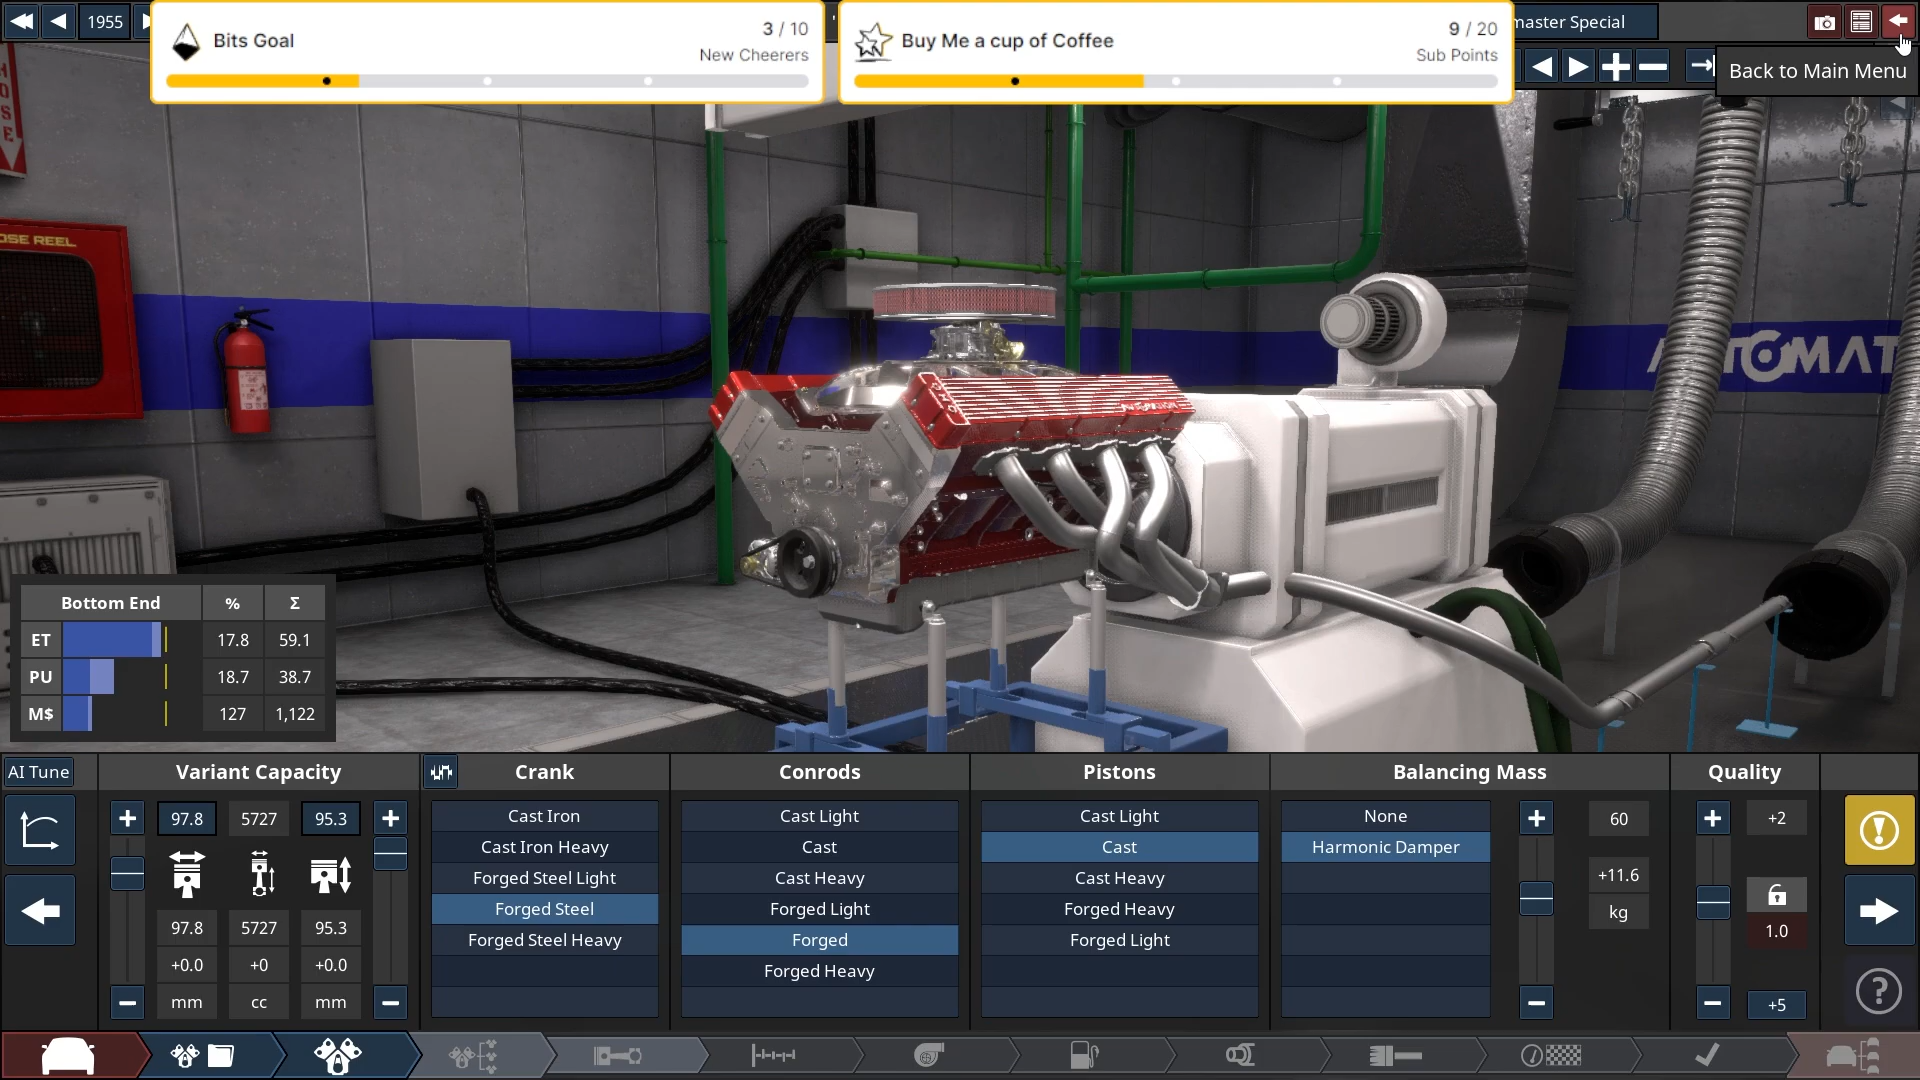 1955
Bits Goal
3 / 10
New Cheerers
Buy Me a cup of Coffee
9 / 20
Sub Points
master Special
Back to Main Menu
HOSE
OSE REEL
AUTOMAT
Bottom End % Σ
ET 17.8 59.1
PU 18.7 38.7
M$ 127 1,122
AI Tune
Variant Capacity
97.8 5727 95.3
97.8 5727 95.3
+0.0 +0 +0.0
mm cc mm
Crank
Cast Iron
Cast Iron Heavy
Forged Steel Light
Forged Steel
Forged Steel Heavy
Conrods
Cast Light
Cast
Cast Heavy
Forged Light
Forged
Forged Heavy
Pistons
Cast Light
Cast
Cast Heavy
Forged Heavy
Forged Light
Balancing Mass
None
Harmonic Damper
60
+11.6
kg
Quality
+2
1.0
+5